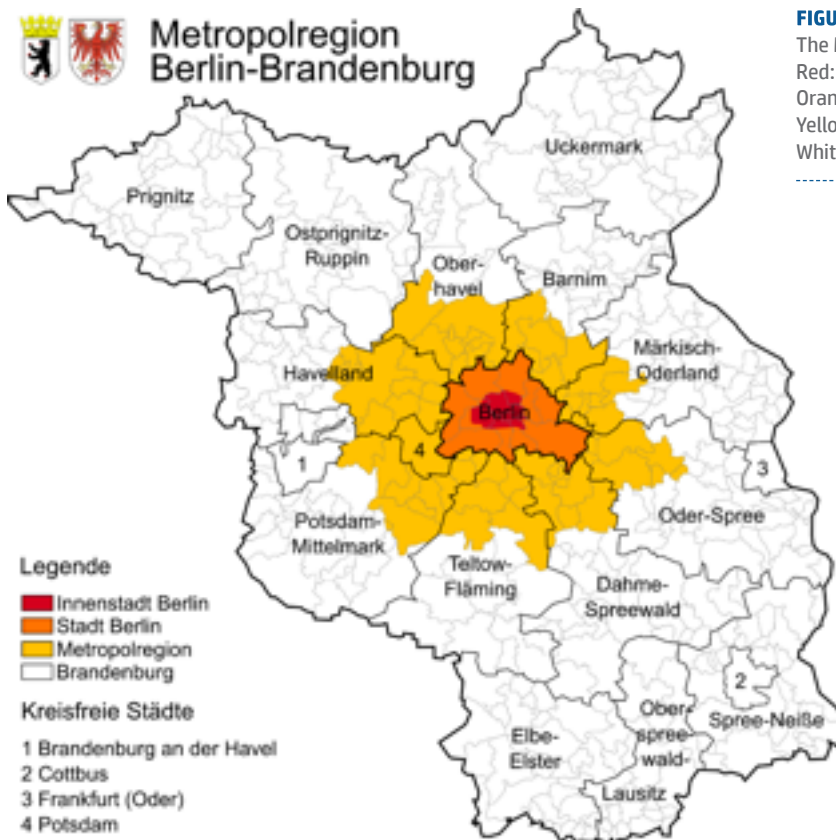 Metropolregion
Berlin-Brandenburg
FIGU
The
Red:
Oran
Yello
Whit
Uckermark
Prignitz
Ostprignitz-
Ruppin
Ober-
havel
Barnim
Märkisch-
Oderland
Havelland
Berlin
4
1
3
Oder-Spree
Potsdam-
Mittelmark
Teltow-
Fläming
Dahme-
Spreewald
2
Spree-Neiße
Ober-
spree-
wald-
Lausitz
Elbe-
Elster
Legende
Innenstadt Berlin
Stadt Berlin
Metropolregion
Brandenburg
Kreisfreie Städte
1 Brandenburg an der Havel
2 Cottbus
3 Frankfurt (Oder)
4 Potsdam